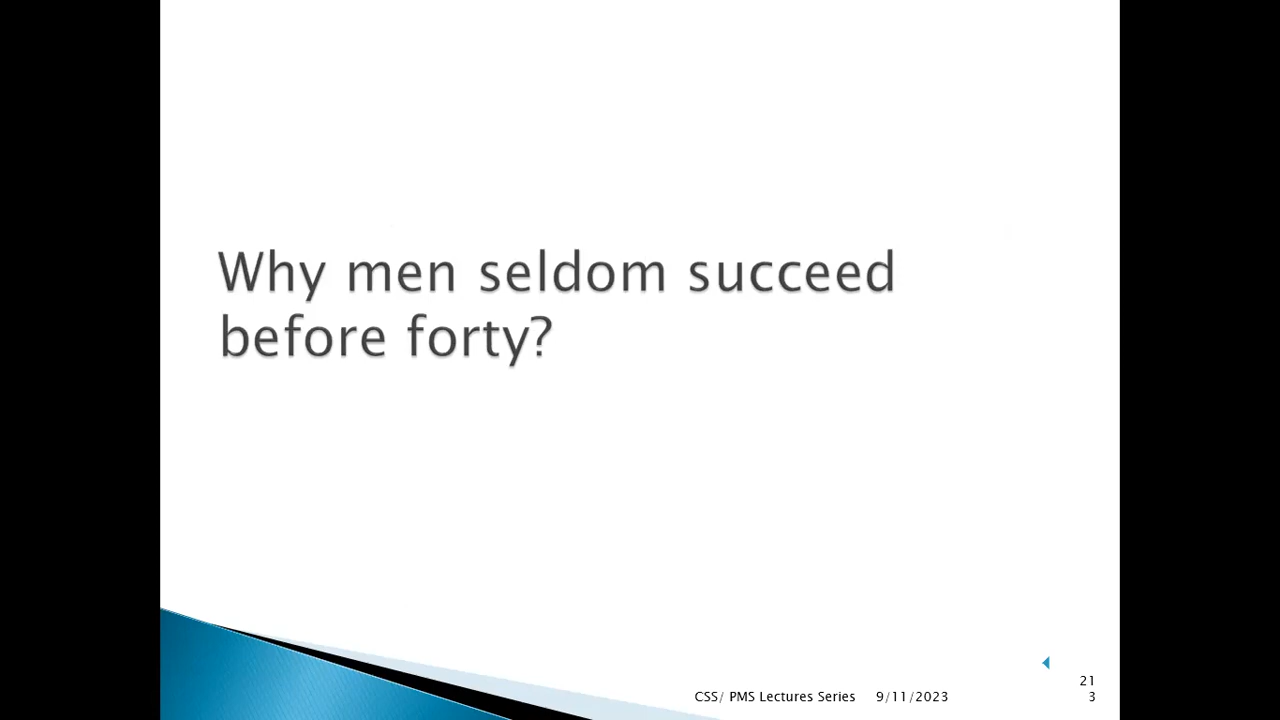 Why men seldom succeed
before forty?
CSS/ PMS Lectures Series 9/11/2023
21
3